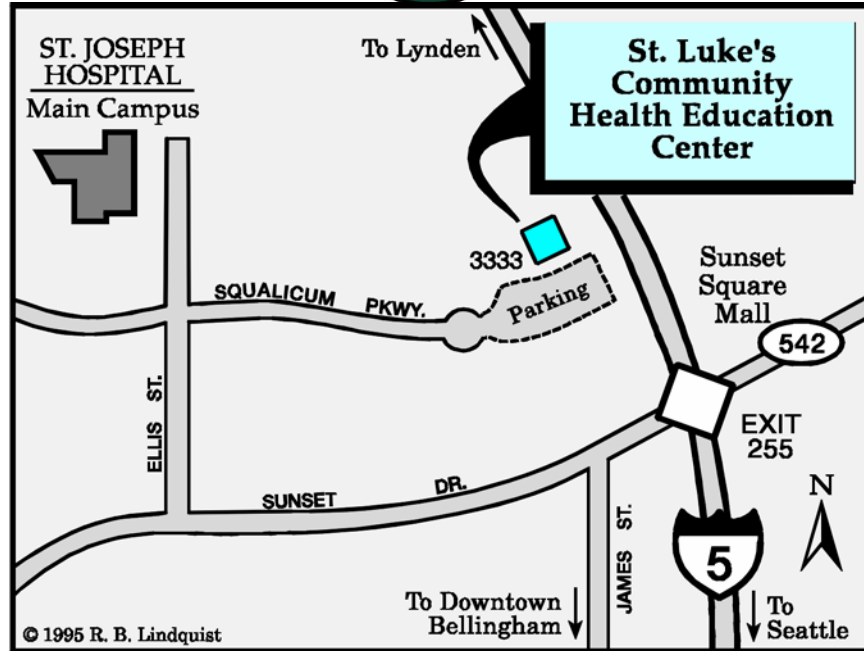 ST. JOSEPH
HOSPITAL
Main Campus
To Lynden
St. Luke's
Community
Health Education
Center
3333
Parking
SQUALICUM PKWY.
Sunset
Square
Mall
542
EXIT
255
ELLIS ST.
SUNSET DR.
JAMES ST.
N
5
To Downtown
Bellingham
To
Seattle
© 1995 R. B. Lindquist